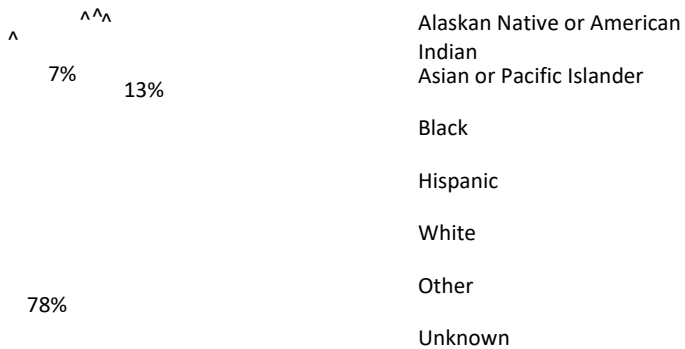 ^
^
^
^
7%
13%
78%
Alaskan Native or American
Indian
Asian or Pacific Islander
Black
Hispanic
White
Other
Unknown